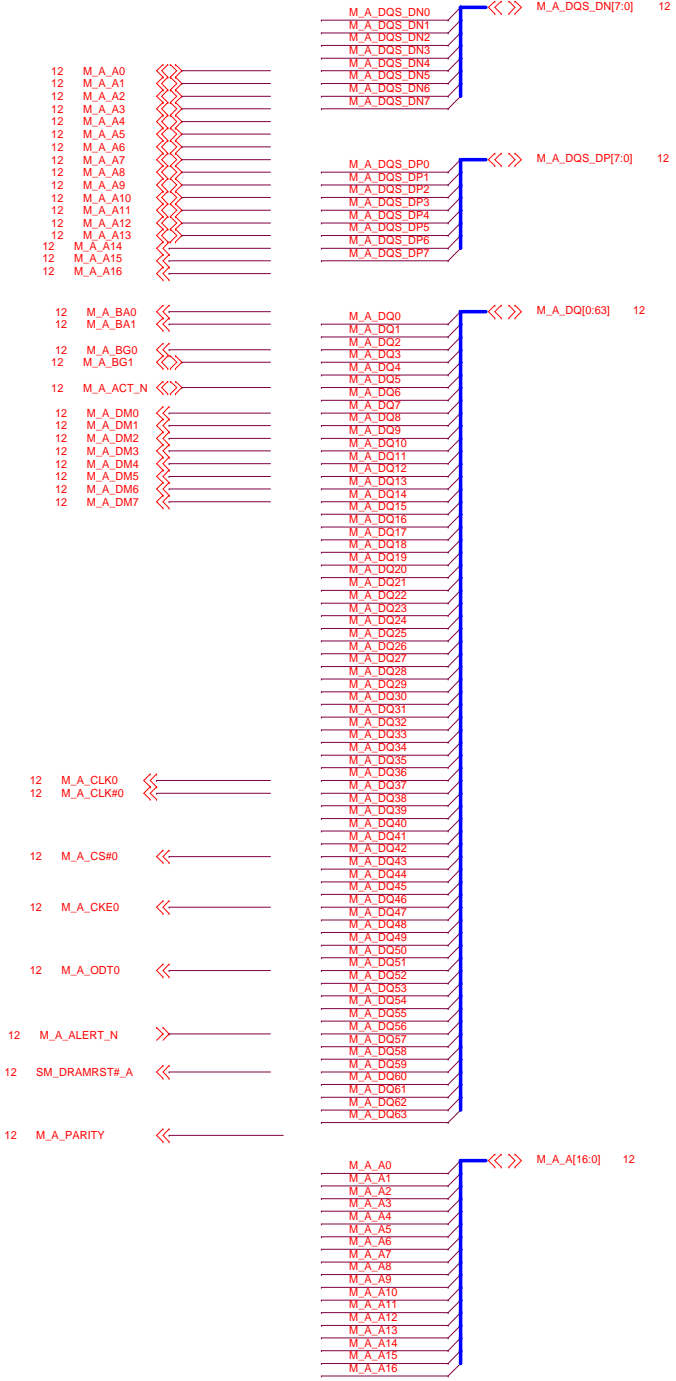 M_A_DQS_DN[7:0] 12
M_A_DQS_DN0
M_A_DQS_DN1
M_A_DQS_DN2
M_A_DQS_DN3
M_A_DQS_DN4
M_A_DQS_DN5
M_A_DQS_DN6
M_A_DQS_DN7
12 M_A_A0
12 M_A_A1
12 M_A_A2
12 M_A_A3
12 M_A_A4
12 M_A_A5
12 M_A_A6
12 M_A_A7
12 M_A_A8
12 M_A_A9
12 M_A_A10
12 M_A_A11
12 M_A_A12
12 M_A_A13
12 M_A_A14
12 M_A_A15
12 M_A_A16
M_A_DQS_DP[7:0] 12
M_A_DQS_DP0
M_A_DQS_DP1
M_A_DQS_DP2
M_A_DQS_DP3
M_A_DQS_DP4
M_A_DQS_DP5
M_A_DQS_DP6
M_A_DQS_DP7
12 M_A_BA0
12 M_A_BA1
12 M_A_BG0
12 M_A_BG1
12 M_A_ACT_N
12 M_A_DM0
12 M_A_DM1
12 M_A_DM2
12 M_A_DM3
12 M_A_DM4
12 M_A_DM5
12 M_A_DM6
12 M_A_DM7
12 M_A_CLK0
12 M_A_CLK#0
12 M_A_CS#0
12 M_A_CKE0
12 M_A_ODT0
12 M_A_ALERT_N
12 SM_DRAMRST#_A
12 M_A_PARITY
M_A_DQ[0:63] 12
M_A_DQ0
M_A_DQ1
M_A_DQ2
M_A_DQ3
M_A_DQ4
M_A_DQ5
M_A_DQ6
M_A_DQ7
M_A_DQ8
M_A_DQ9
M_A_DQ10
M_A_DQ11
M_A_DQ12
M_A_DQ13
M_A_DQ14
M_A_DQ15
M_A_DQ16
M_A_DQ17
M_A_DQ18
M_A_DQ19
M_A_DQ20
M_A_DQ21
M_A_DQ22
M_A_DQ23
M_A_DQ24
M_A_DQ25
M_A_DQ26
M_A_DQ27
M_A_DQ28
M_A_DQ29
M_A_DQ30
M_A_DQ31
M_A_DQ32
M_A_DQ33
M_A_DQ34
M_A_DQ35
M_A_DQ36
M_A_DQ37
M_A_DQ38
M_A_DQ39
M_A_DQ40
M_A_DQ41
M_A_DQ42
M_A_DQ43
M_A_DQ44
M_A_DQ45
M_A_DQ46
M_A_DQ47
M_A_DQ48
M_A_DQ49
M_A_DQ50
M_A_DQ51
M_A_DQ52
M_A_DQ53
M_A_DQ54
M_A_DQ55
M_A_DQ56
M_A_DQ57
M_A_DQ58
M_A_DQ59
M_A_DQ60
M_A_DQ61
M_A_DQ62
M_A_DQ63
M_A_A[16:0] 12
M_A_A0
M_A_A1
M_A_A2
M_A_A3
M_A_A4
M_A_A5
M_A_A6
M_A_A7
M_A_A8
M_A_A9
M_A_A10
M_A_A11
M_A_A12
M_A_A13
M_A_A14
M_A_A15
M_A_A16